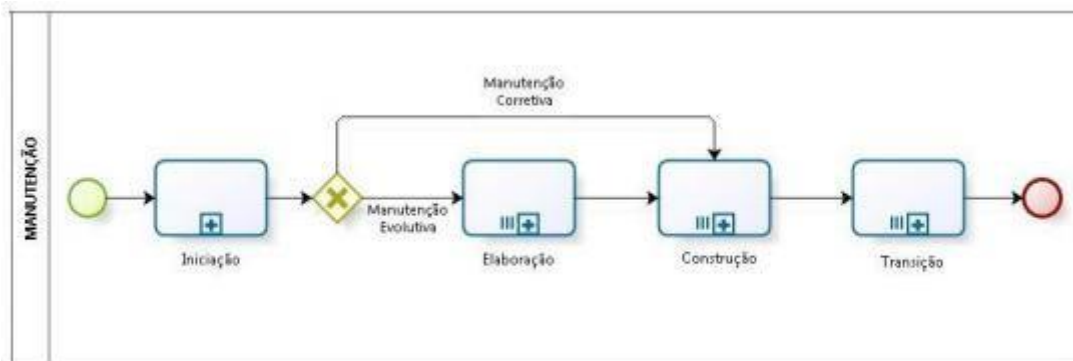 MANUTENÇÃO
Manutenção
Corretiva
Manutenção
Evolutiva
Iniciação
Elaboração
Construção
Transição